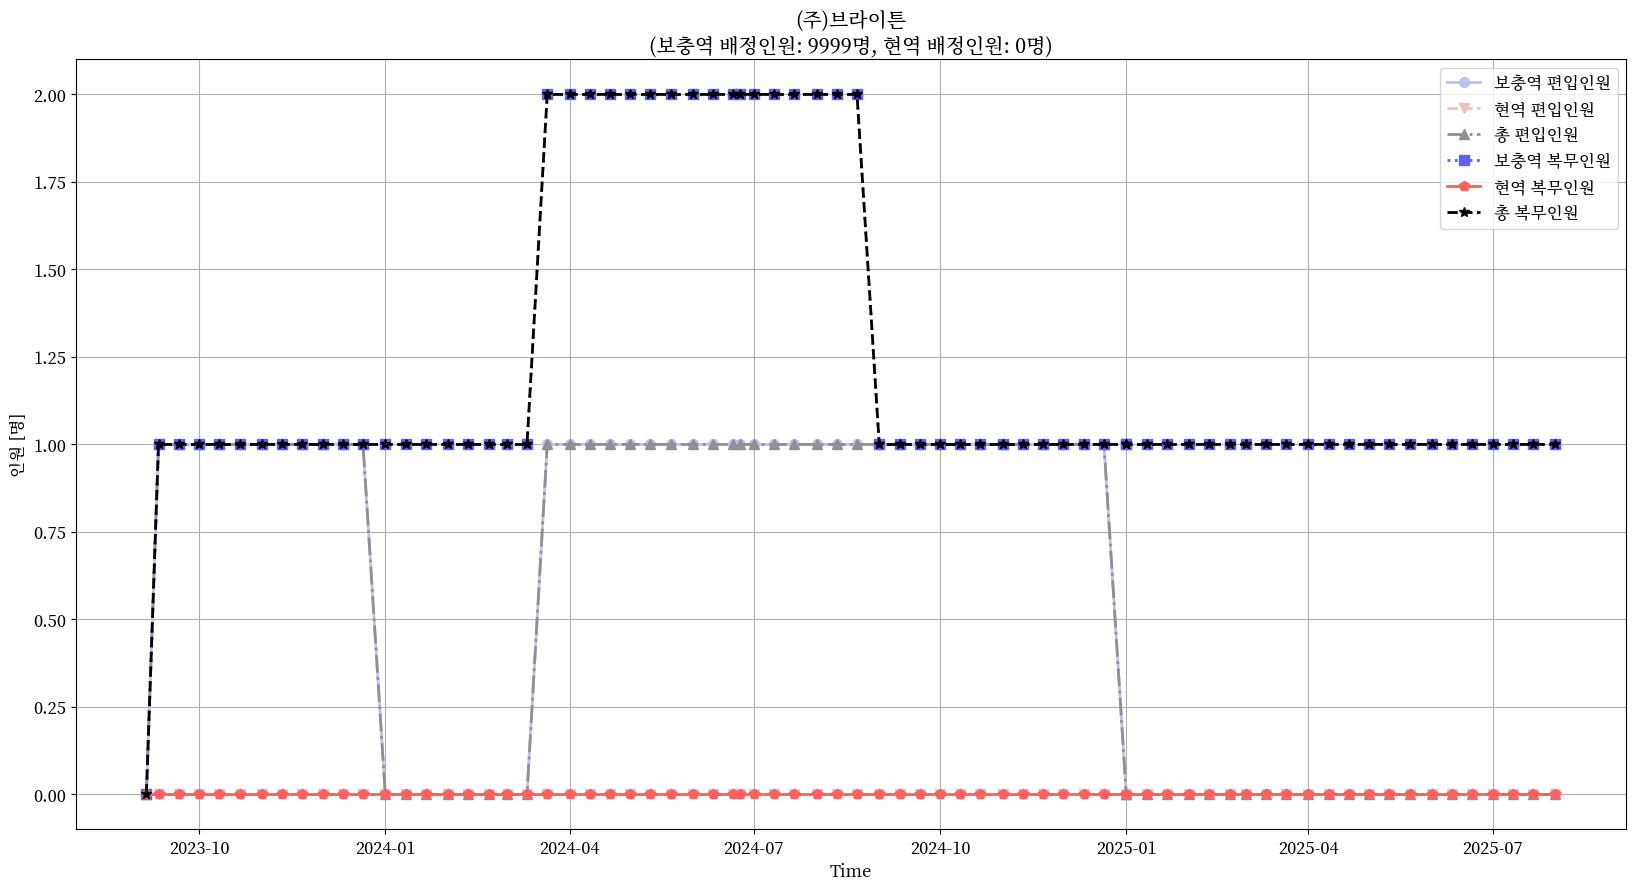 (주)브라이튼
(보충역 배정인원: 9999명, 현역 배정인원: 0명)
보충역 편입인원
현역 편입인원
총 편입인원
보충역 복무인원
현역 복무인원
총 복무인원
인원 [명]
2.00
1.75
1.50
1.25
1.00
0.75
0.50
0.25
0.00
2023-10
2024-01
2024-04
2024-07
2024-10
2025-01
2025-04
2025-07
Time